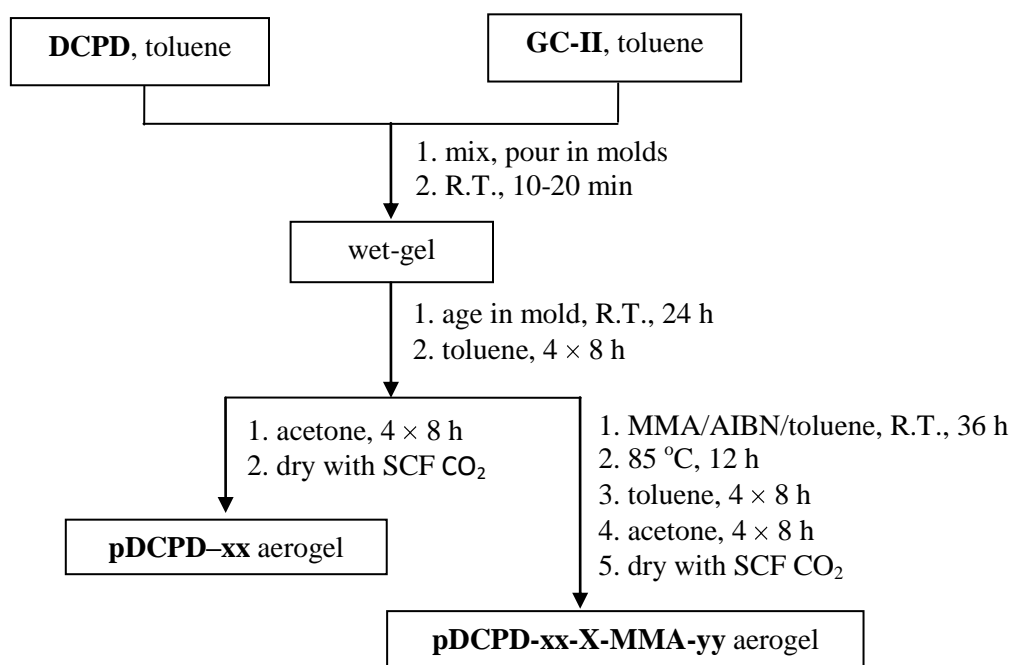 DCPD, toluene
GC-II, toluene
1. mix, pour in molds
2. R.T., 10-20 min
wet-gel
1. age in mold, R.T., 24 h
2. toluene, 4 × 8 h
1. acetone, 4 × 8 h
2. dry with SCF CO₂
pDCPD–xx aerogel
1. MMA/AIBN/toluene, R.T., 36 h
2. 85 °C, 12 h
3. toluene, 4 × 8 h
4. acetone, 4 × 8 h
5. dry with SCF CO₂
pDCPD-xx-X-MMA-yy aerogel